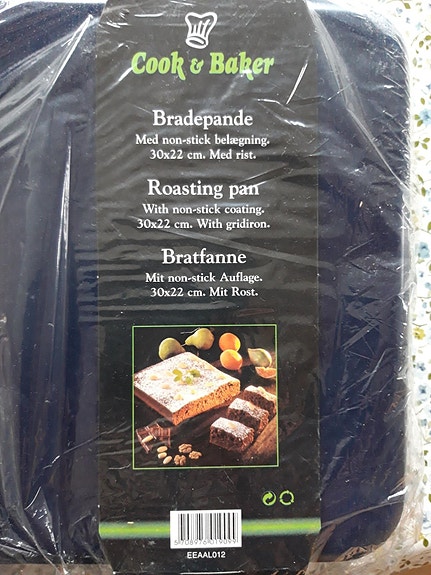 Cook & Baker
Bradepande
Med non-stick belægning.
30x22 cm. Med rist.
Roasting pan
With non-stick coating.
30x22 cm. With gridiron.
Bratfanne
Mit non-stick Auflage.
30x22 cm. Mit Rost.
5708976019099
EEAAL012